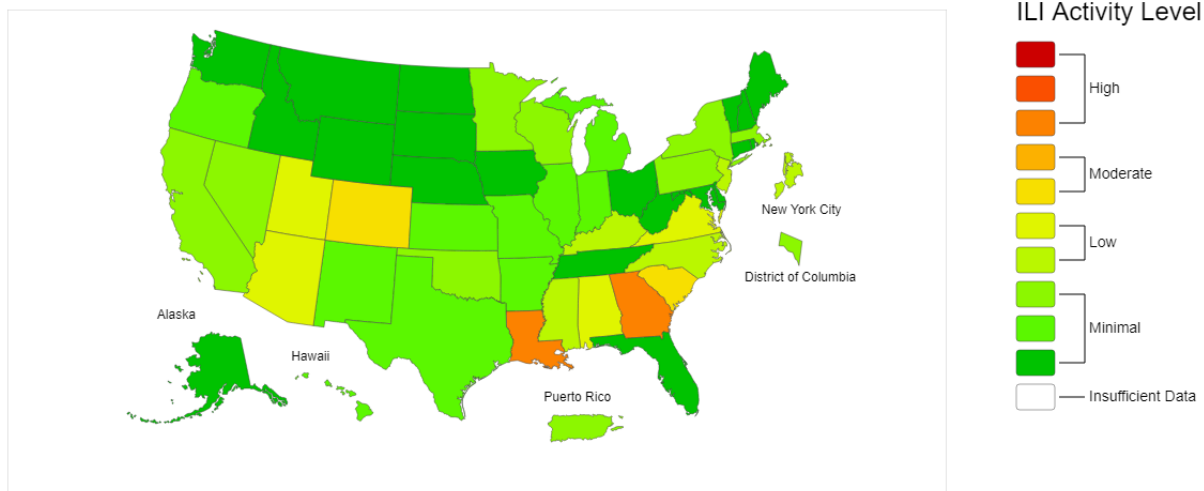 ILI Activity Level
High
Moderate
New York City
Low
District of Columbia
Alaska
Minimal
Hawaii
Puerto Rico
Insufficient Data